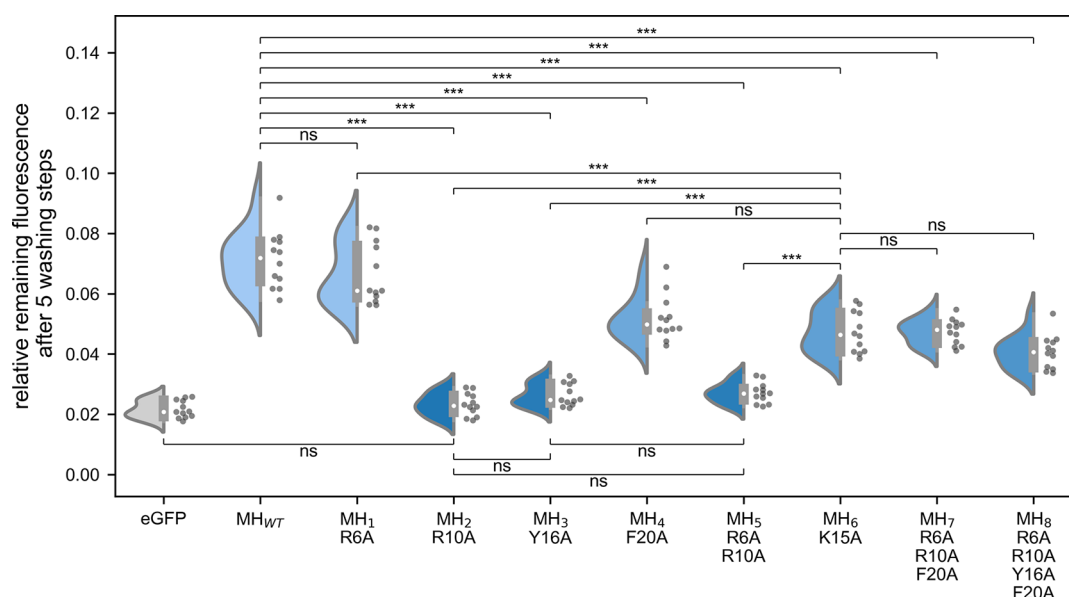 relative remaining fluorescence
after 5 washing steps
0.14
0.12
0.10
0.08
0.06
0.04
0.02
0.00
***
***
***
***
***
***
***
ns
***
***
***
ns
ns
ns
***
ns
ns
ns
ns
eGFP MH_WT MH₁ MH₂ MH₃ MH₄ MH₅ MH₆ MH₇ MH₈
R6A R10A Y16A F20A R6A K15A R6A R6A
R10A R10A R10A
F20A Y16A
F20A